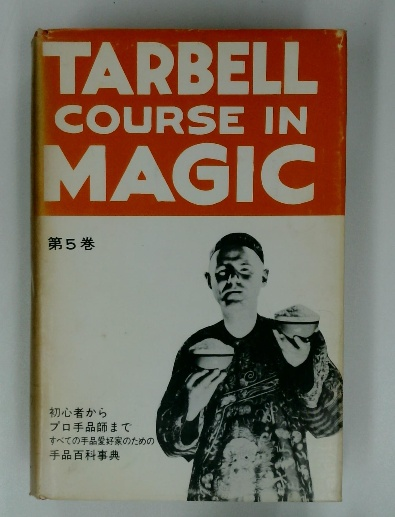 TARBELL
COURSE IN
MAGIC
第5巻
初心者から
プロ手品師まで
すべての手品愛好家のための
手品百科事典